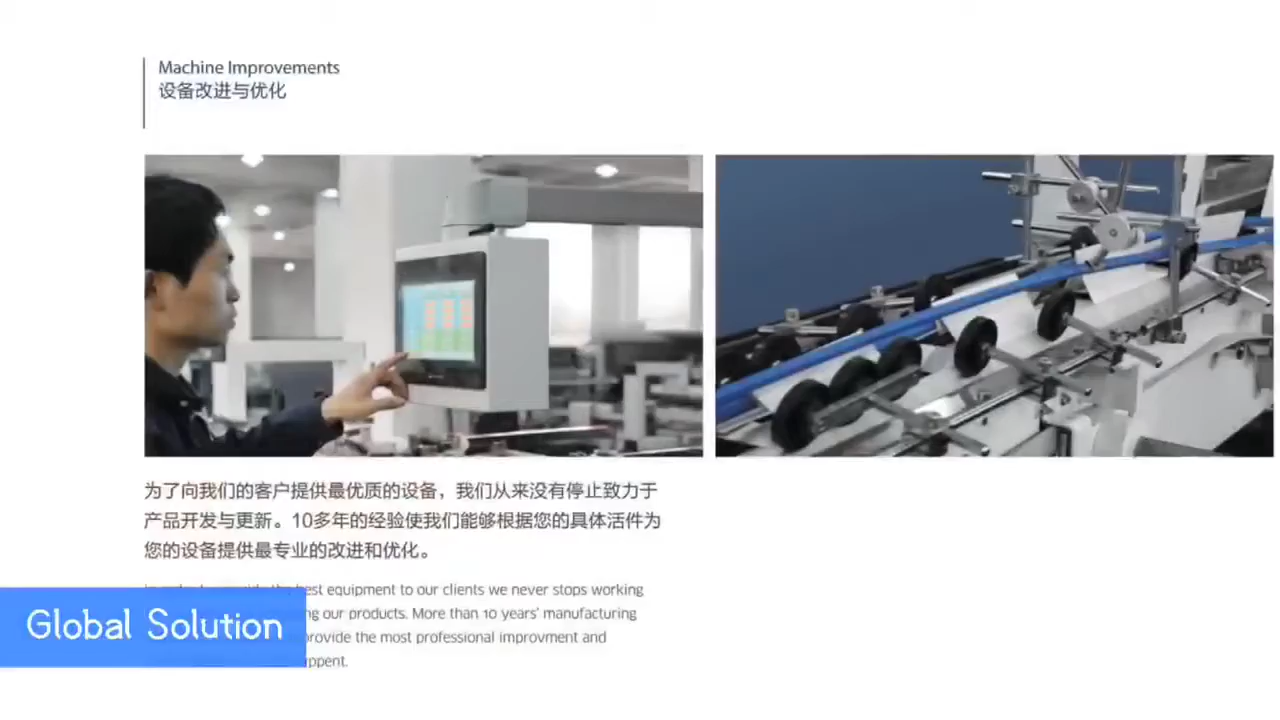 Machine Improvements
设备改进与优化
为了向我们的客户提供最优质的设备，我们从来没有停止致力于
产品开发与更新。10多年的经验使我们能够根据您的具体活件为
您的设备提供最专业的改进和优化。
best equipment to our clients we never stops working
our products. More than 10 years' manufacturing
provide the most professional improvment and
Global Solution